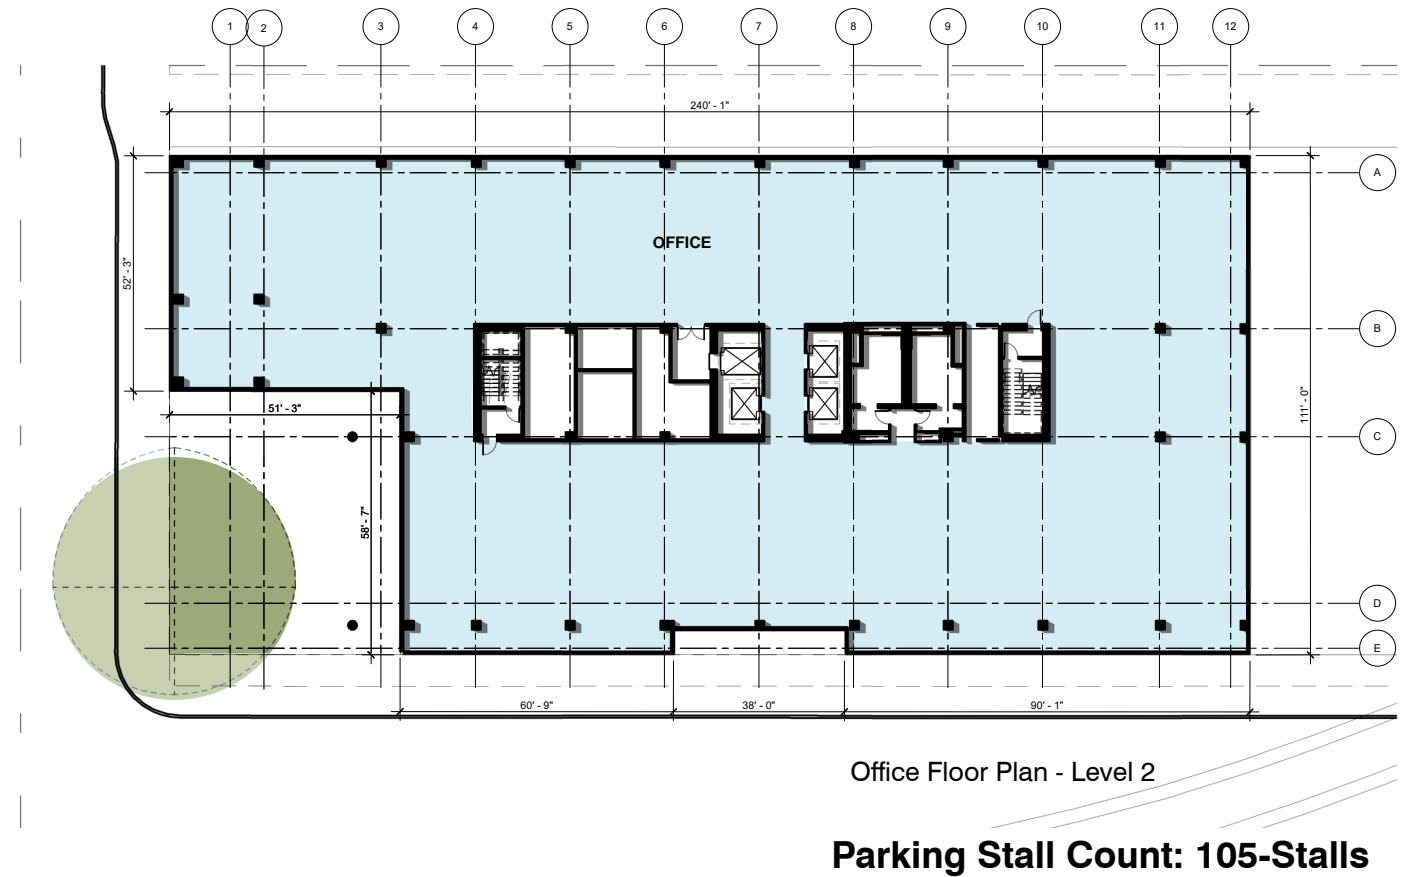 1 2 3 4 5 6 7 8 9 10 11 12
240' - 1"
A
OFFICE
52' - 3"
B
111' - 0"
51' - 3"
C
58' - 7"
D
E
60' - 9" 38' - 0" 90' - 1"
Office Floor Plan - Level 2
Parking Stall Count: 105-Stalls